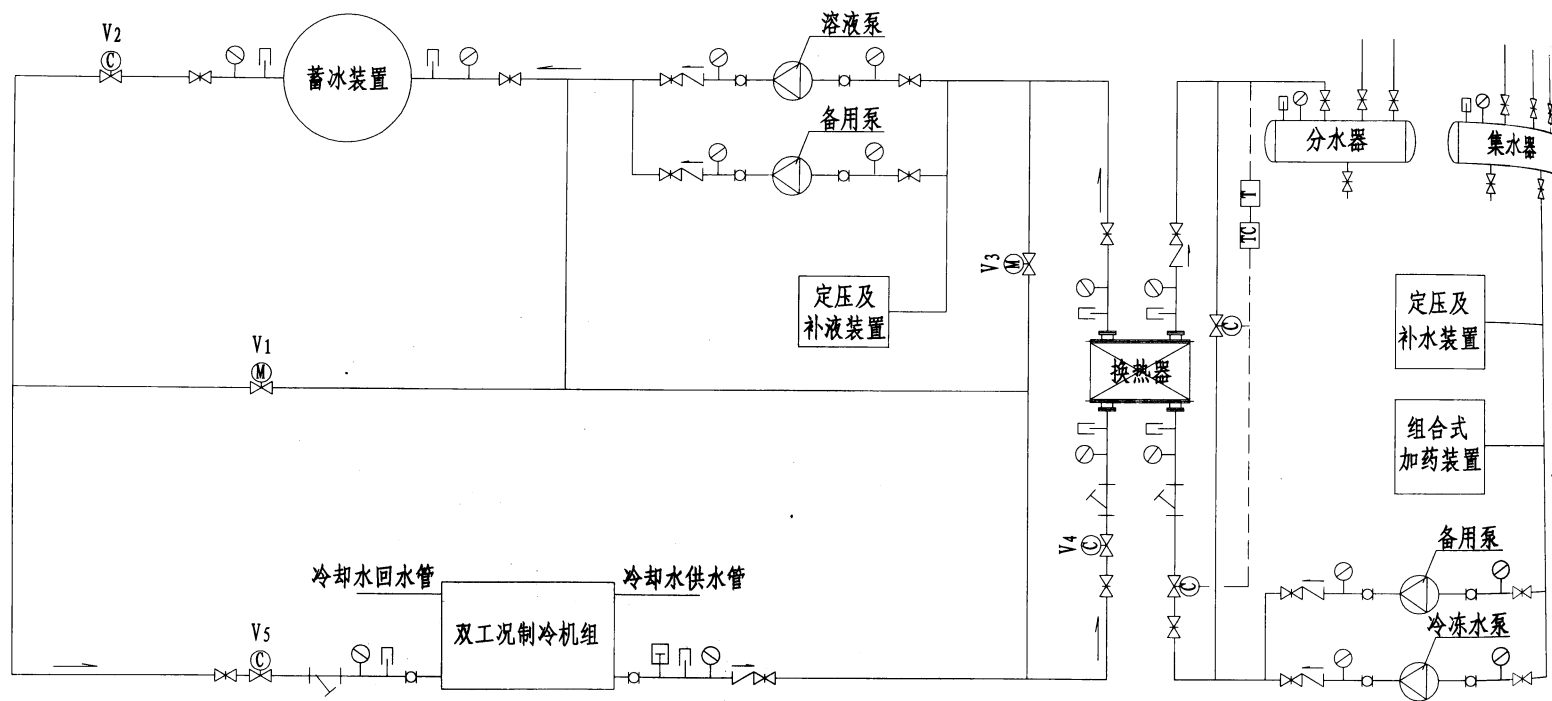 溶液泵
V2
C
蓄冰装置
备用泵
分水器
集水器
T
TC
V3
M
定压及
补液装置
C
定压及
补水装置
V1
M
换热器
组合式
加药装置
V4
C
备用泵
冷却水回水管
冷却水供水管
C
双工况制冷机组
冷冻水泵
V5
C
T